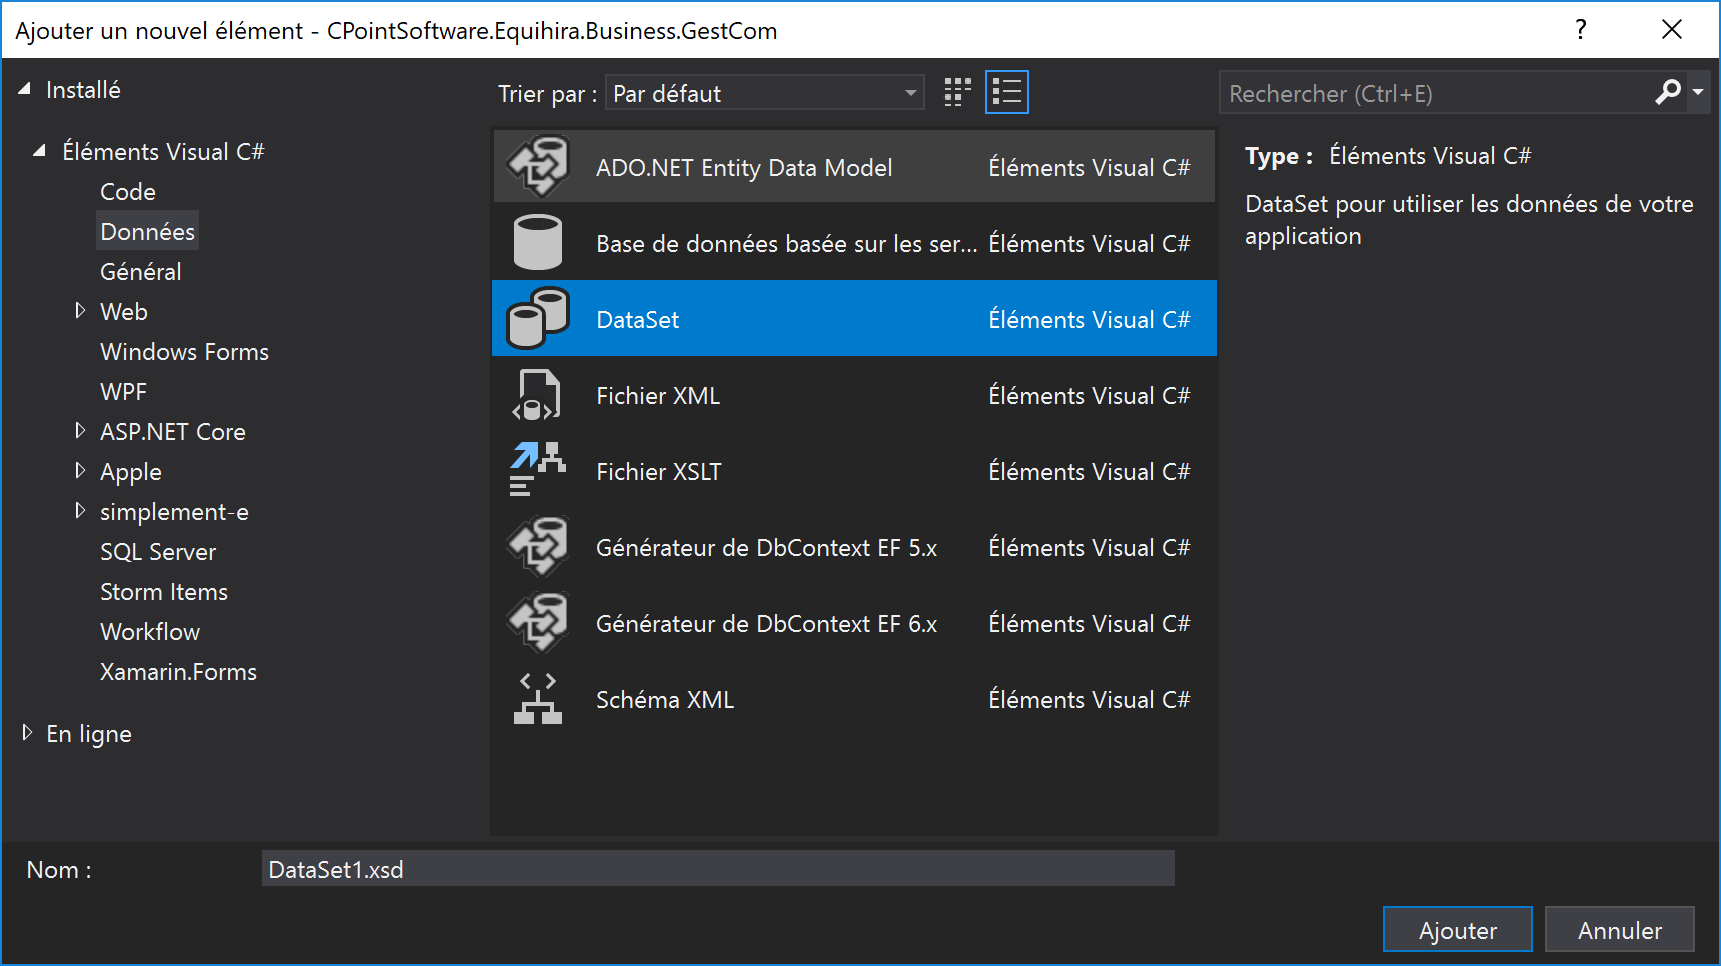 Ajouter un nouvel élément - CPointSoftware.Equihira.Business.GestCom
?
Installé
Éléments Visual C#
Code
Données
Général
Web
Windows Forms
WPF
ASP.NET Core
Apple
simplement-e
SQL Server
Storm Items
Workflow
Xamarin.Forms
En ligne
Trier par : Par défaut
ADO.NET Entity Data Model Éléments Visual C#
Base de données basée sur les ser... Éléments Visual C#
DataSet Éléments Visual C#
Fichier XML Éléments Visual C#
Fichier XSLT Éléments Visual C#
Générateur de DbContext EF 5.x Éléments Visual C#
Générateur de DbContext EF 6.x Éléments Visual C#
Schéma XML Éléments Visual C#
Rechercher (Ctrl+E)
Type : Éléments Visual C#
DataSet pour utiliser les données de votre
application
Nom : DataSet1.xsd
Ajouter Annuler